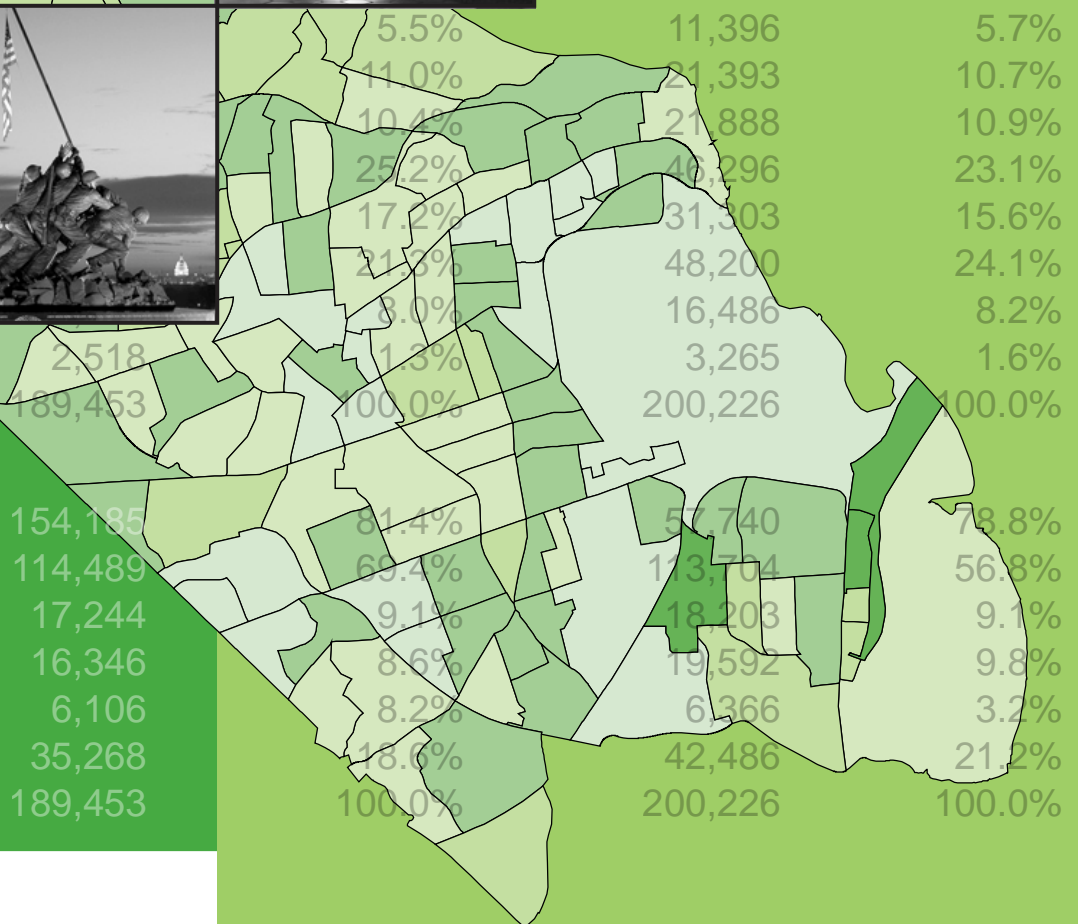 5.5% 11,396 5.7%
11.0% 21,393 10.7%
10.4% 21,888 10.9%
25.2% 46,296 23.1%
17.2% 31,303 15.6%
21.3% 48,200 24.1%
8.0% 16,486 8.2%
2,518 1.3% 3,265 1.6%
189,453 100.0% 200,226 100.0%
154,185 81.4% 57,740 78.8%
114,489 69.4% 113,704 56.8%
17,244 9.1% 18,203 9.1%
16,346 8.6% 19,592 9.8%
6,106 8.2% 6,366 3.2%
35,268 18.6% 42,486 21.2%
189,453 100.0% 200,226 100.0%